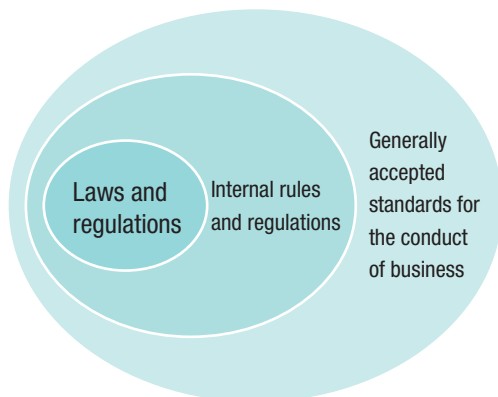 Laws and
regulations
Internal rules
and regulations
Generally
accepted
standards for
the conduct
of business